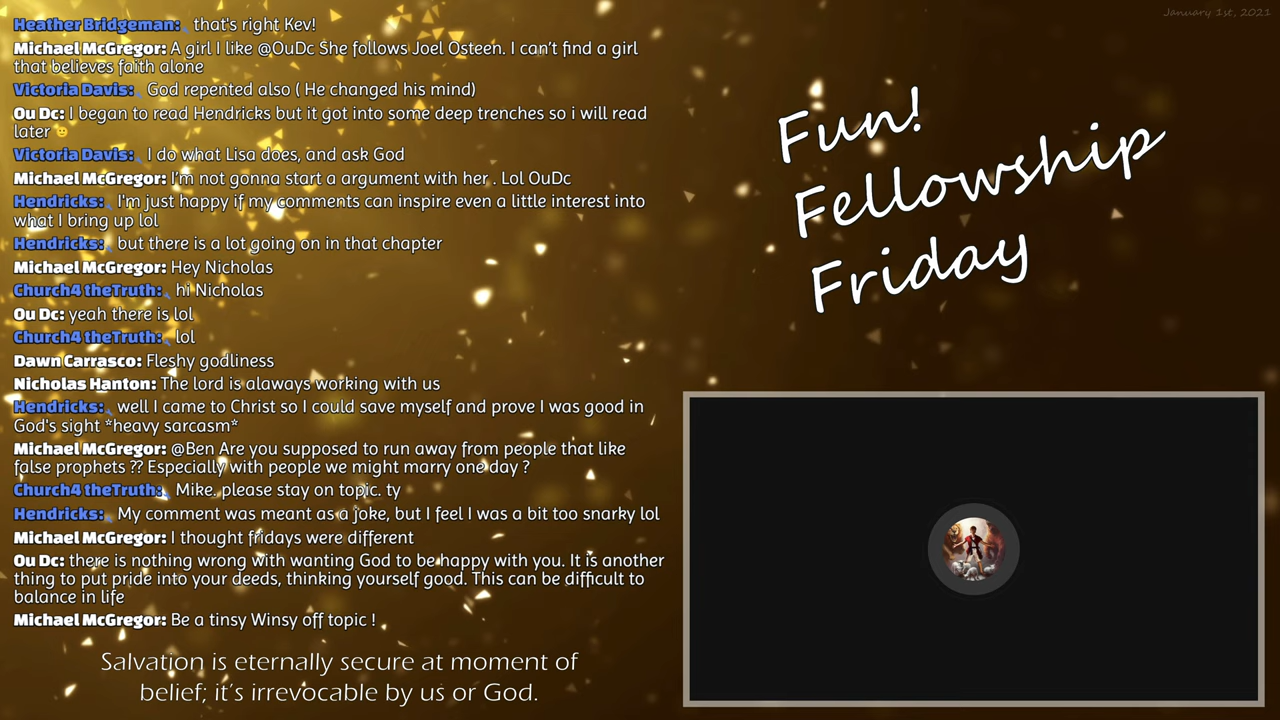 Heather Bridgeman: that's right Kev!
Michael McGregor: A girl I like @OuDc She follows Joel Osteen. I can't find a girl
that believes faith alone
Victoria Davis: God repented also ( He changed his mind)
Ou Dc: I began to read Hendricks but it got into some deep trenches so i will read
later 🙂
Victoria Davis: I do what Lisa does, and ask God
Michael McGregor: I'm not gonna start a argument with her . Lol OuDc
Hendricks: I'm just happy if my comments can inspire even a little interest into
what I bring up lol
Hendricks: but there is a lot going on in that chapter
Michael McGregor: Hey Nicholas
Church4 theTruth: hi Nicholas
Ou Dc: yeah there is lol
Church4 theTruth: lol
Dawn Carrasco: Fleshy godliness
Nicholas Hanton: The lord is alaways working with us
Hendricks: well I came to Christ so I could save myself and prove I was good in
God's sight *heavy sarcasm*
Michael McGregor: @Ben Are you supposed to run away from people that like
false prophets ?? Especially with people we might marry one day ?
Church4 theTruth: Mike. please stay on topic. ty
Hendricks: My comment was meant as a joke, but I feel I was a bit too snarky lol
Michael McGregor: I thought fridays were different
Ou Dc: there is nothing wrong with wanting God to be happy with you. It is another
thing to put pride into your deeds, thinking yourself good. This can be difficult to
balance in life
Michael McGregor: Be a tinsy Winsy off topic !
Salvation is eternally secure at moment of
belief; it's irrevocable by us or God.
January 1st, 2021
Fun!
Fellowship
Friday